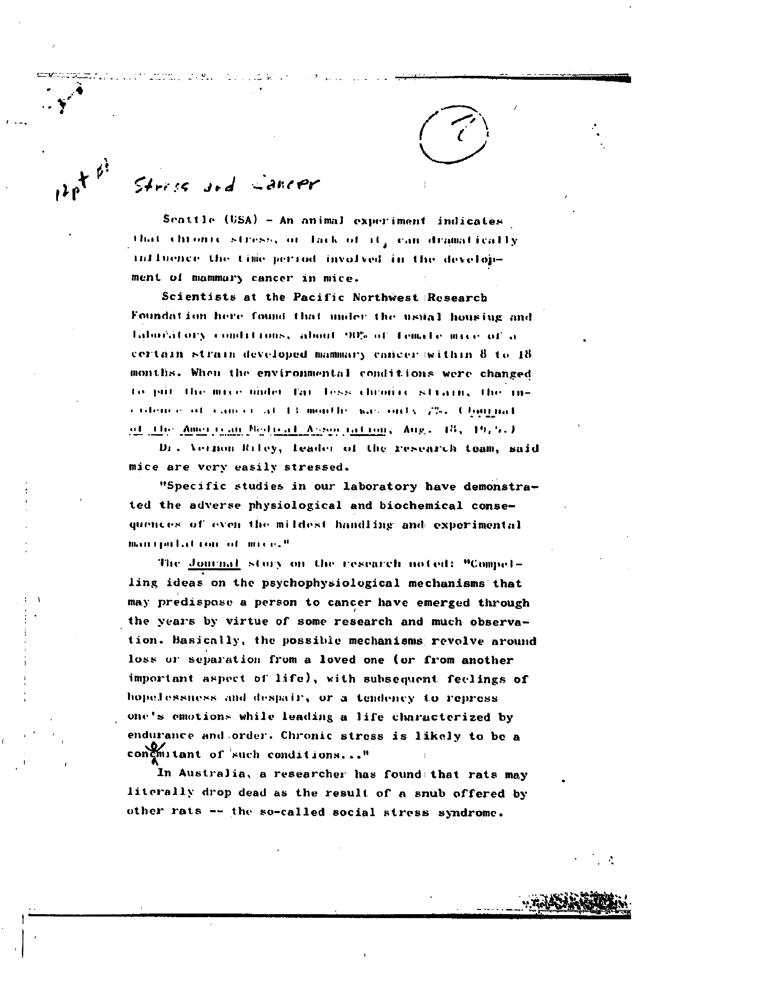 7
12pt
Stress and Cancer
Seattle (USA) - An animal experiment indicates
that chronic stress, or lack of it, can dramatically
influence the time period involved in the develop-
ment of mammary cancer in mice.
Scientists at the Pacific Northwest Research
Foundation here found that under the usual housing and
laboratory conditions, about 90% of female mice of a
certain strain developed mammary cancer within 8 to 18
months. When the environmental conditions were changed
to put the mice under far less chronic strain, the in-
cidence of cancer at 13 months was only 7%. (Journal
of the American Medical Association, Aug. 18, 1975.)
Dr. Vernon Riley, leader of the research team, said
mice are very easily stressed.
"Specific studies in our laboratory have demonstra-
ted the adverse physiological and biochemical conse-
quences of even the mildest handling and experimental
manipulation of mice."
The Journal story on the research noted: "Compel-
ling ideas on the psychophysiological mechanisms that
may predispose a person to cancer have emerged through
the years by virtue of some research and much observa-
tion. Basically, the possible mechanisms revolve around
loss or separation from a loved one (or from another
important aspect of life), with subsequent feelings of
hopelessness and despair, or a tendency to repress
one's emotions while leading a life characterized by
endurance and order. Chronic stress is likely to be a
concomitant of such conditions..."
In Australia, a researcher has found that rats may
literally drop dead as the result of a snub offered by
other rats -- the so-called social stress syndrome.